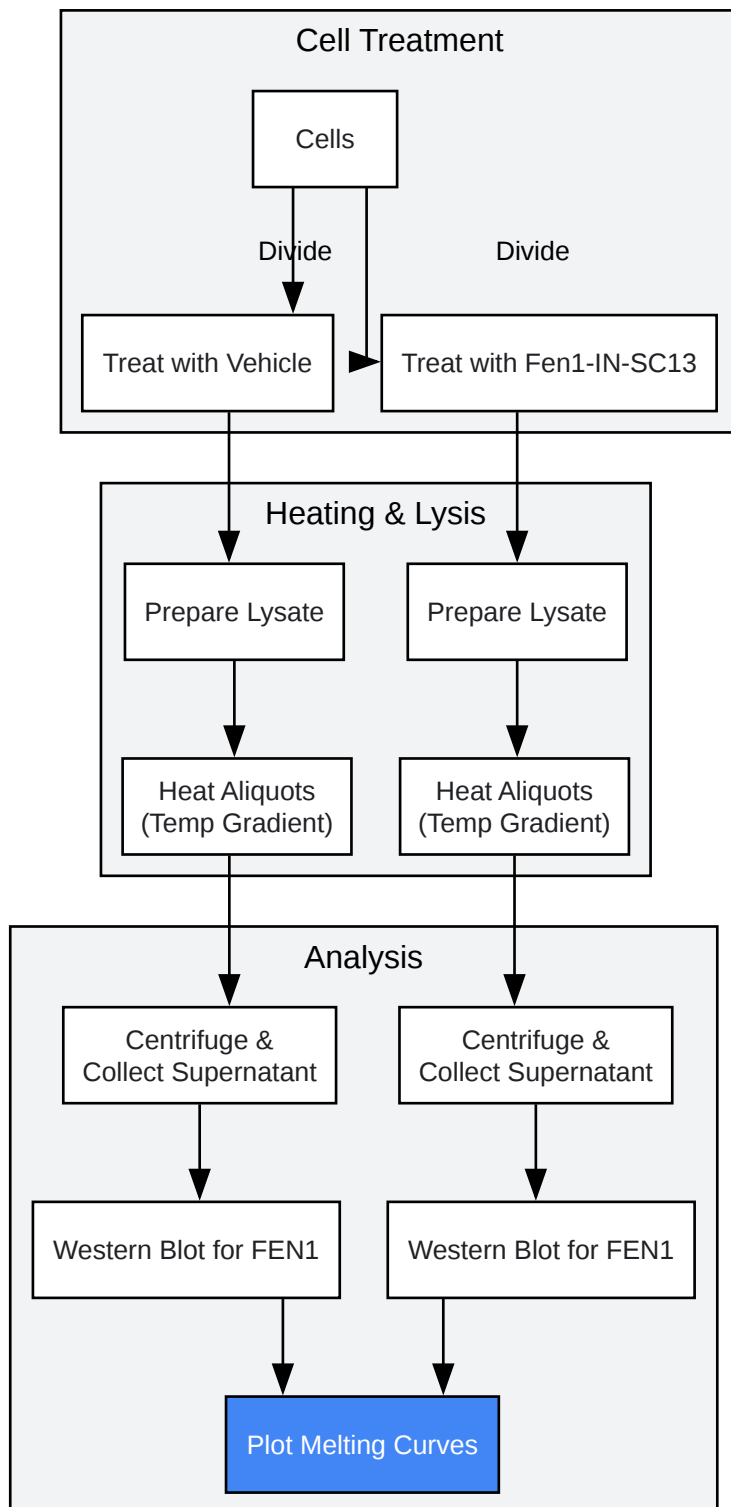 Cell Treatment
Cells
Divide
Divide
Treat with Vehicle
Treat with Fen1-IN-SC13
Heating & Lysis
Prepare Lysate
Prepare Lysate
Heat Aliquots
(Temp Gradient)
Heat Aliquots
(Temp Gradient)
Analysis
Centrifuge &
Collect Supernatant
Centrifuge &
Collect Supernatant
Western Blot for FEN1
Western Blot for FEN1
Plot Melting Curves